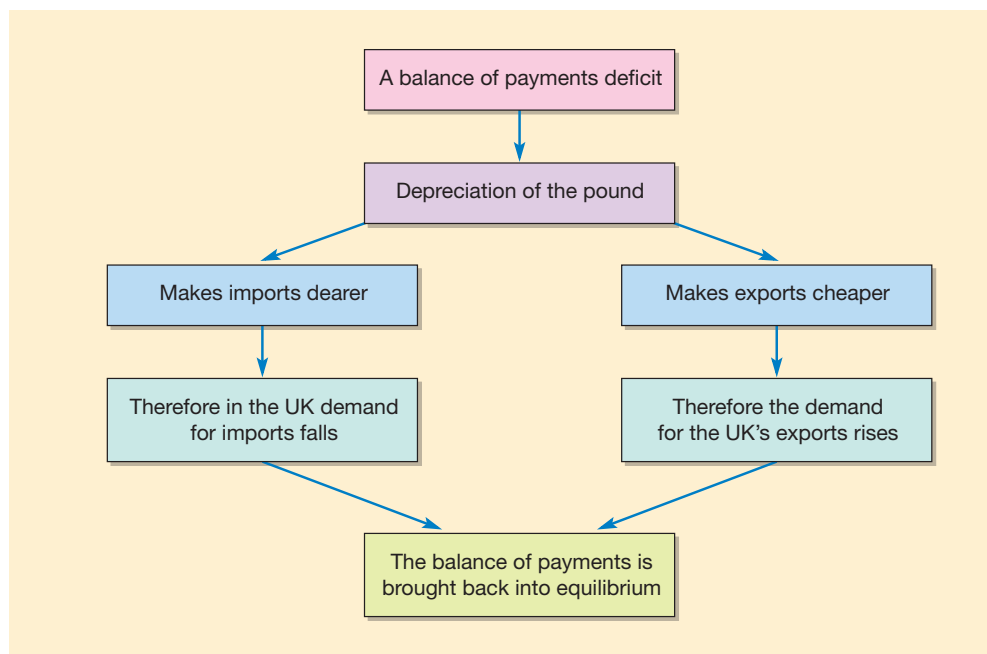 A balance of payments deficit
Depreciation of the pound
Makes imports dearer
Makes exports cheaper
Therefore in the UK demand
for imports falls
Therefore the demand
for the UK’s exports rises
The balance of payments is
brought back into equilibrium